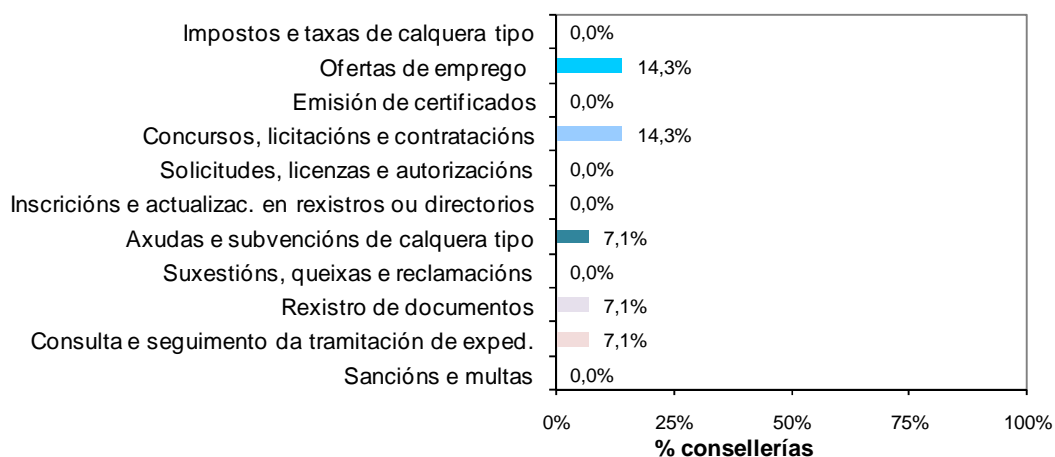 Impostos e taxas de calquera tipo 0,0%
Ofertas de emprego 14,3%
Emisión de certificados 0,0%
Concursos, licitacións e contratacións 14,3%
Solicitudes, licenzas e autorizacións 0,0%
Inscricións e actualizac. en rexistros ou directorios 0,0%
Axudas e subvencións de calquera tipo 7,1%
Suxestións, queixas e reclamacións 0,0%
Rexistro de documentos 7,1%
Consulta e seguimento da tramitación de exped. 7,1%
Sancións e multas 0,0%
0% 25% 50% 75% 100%
% consellerías